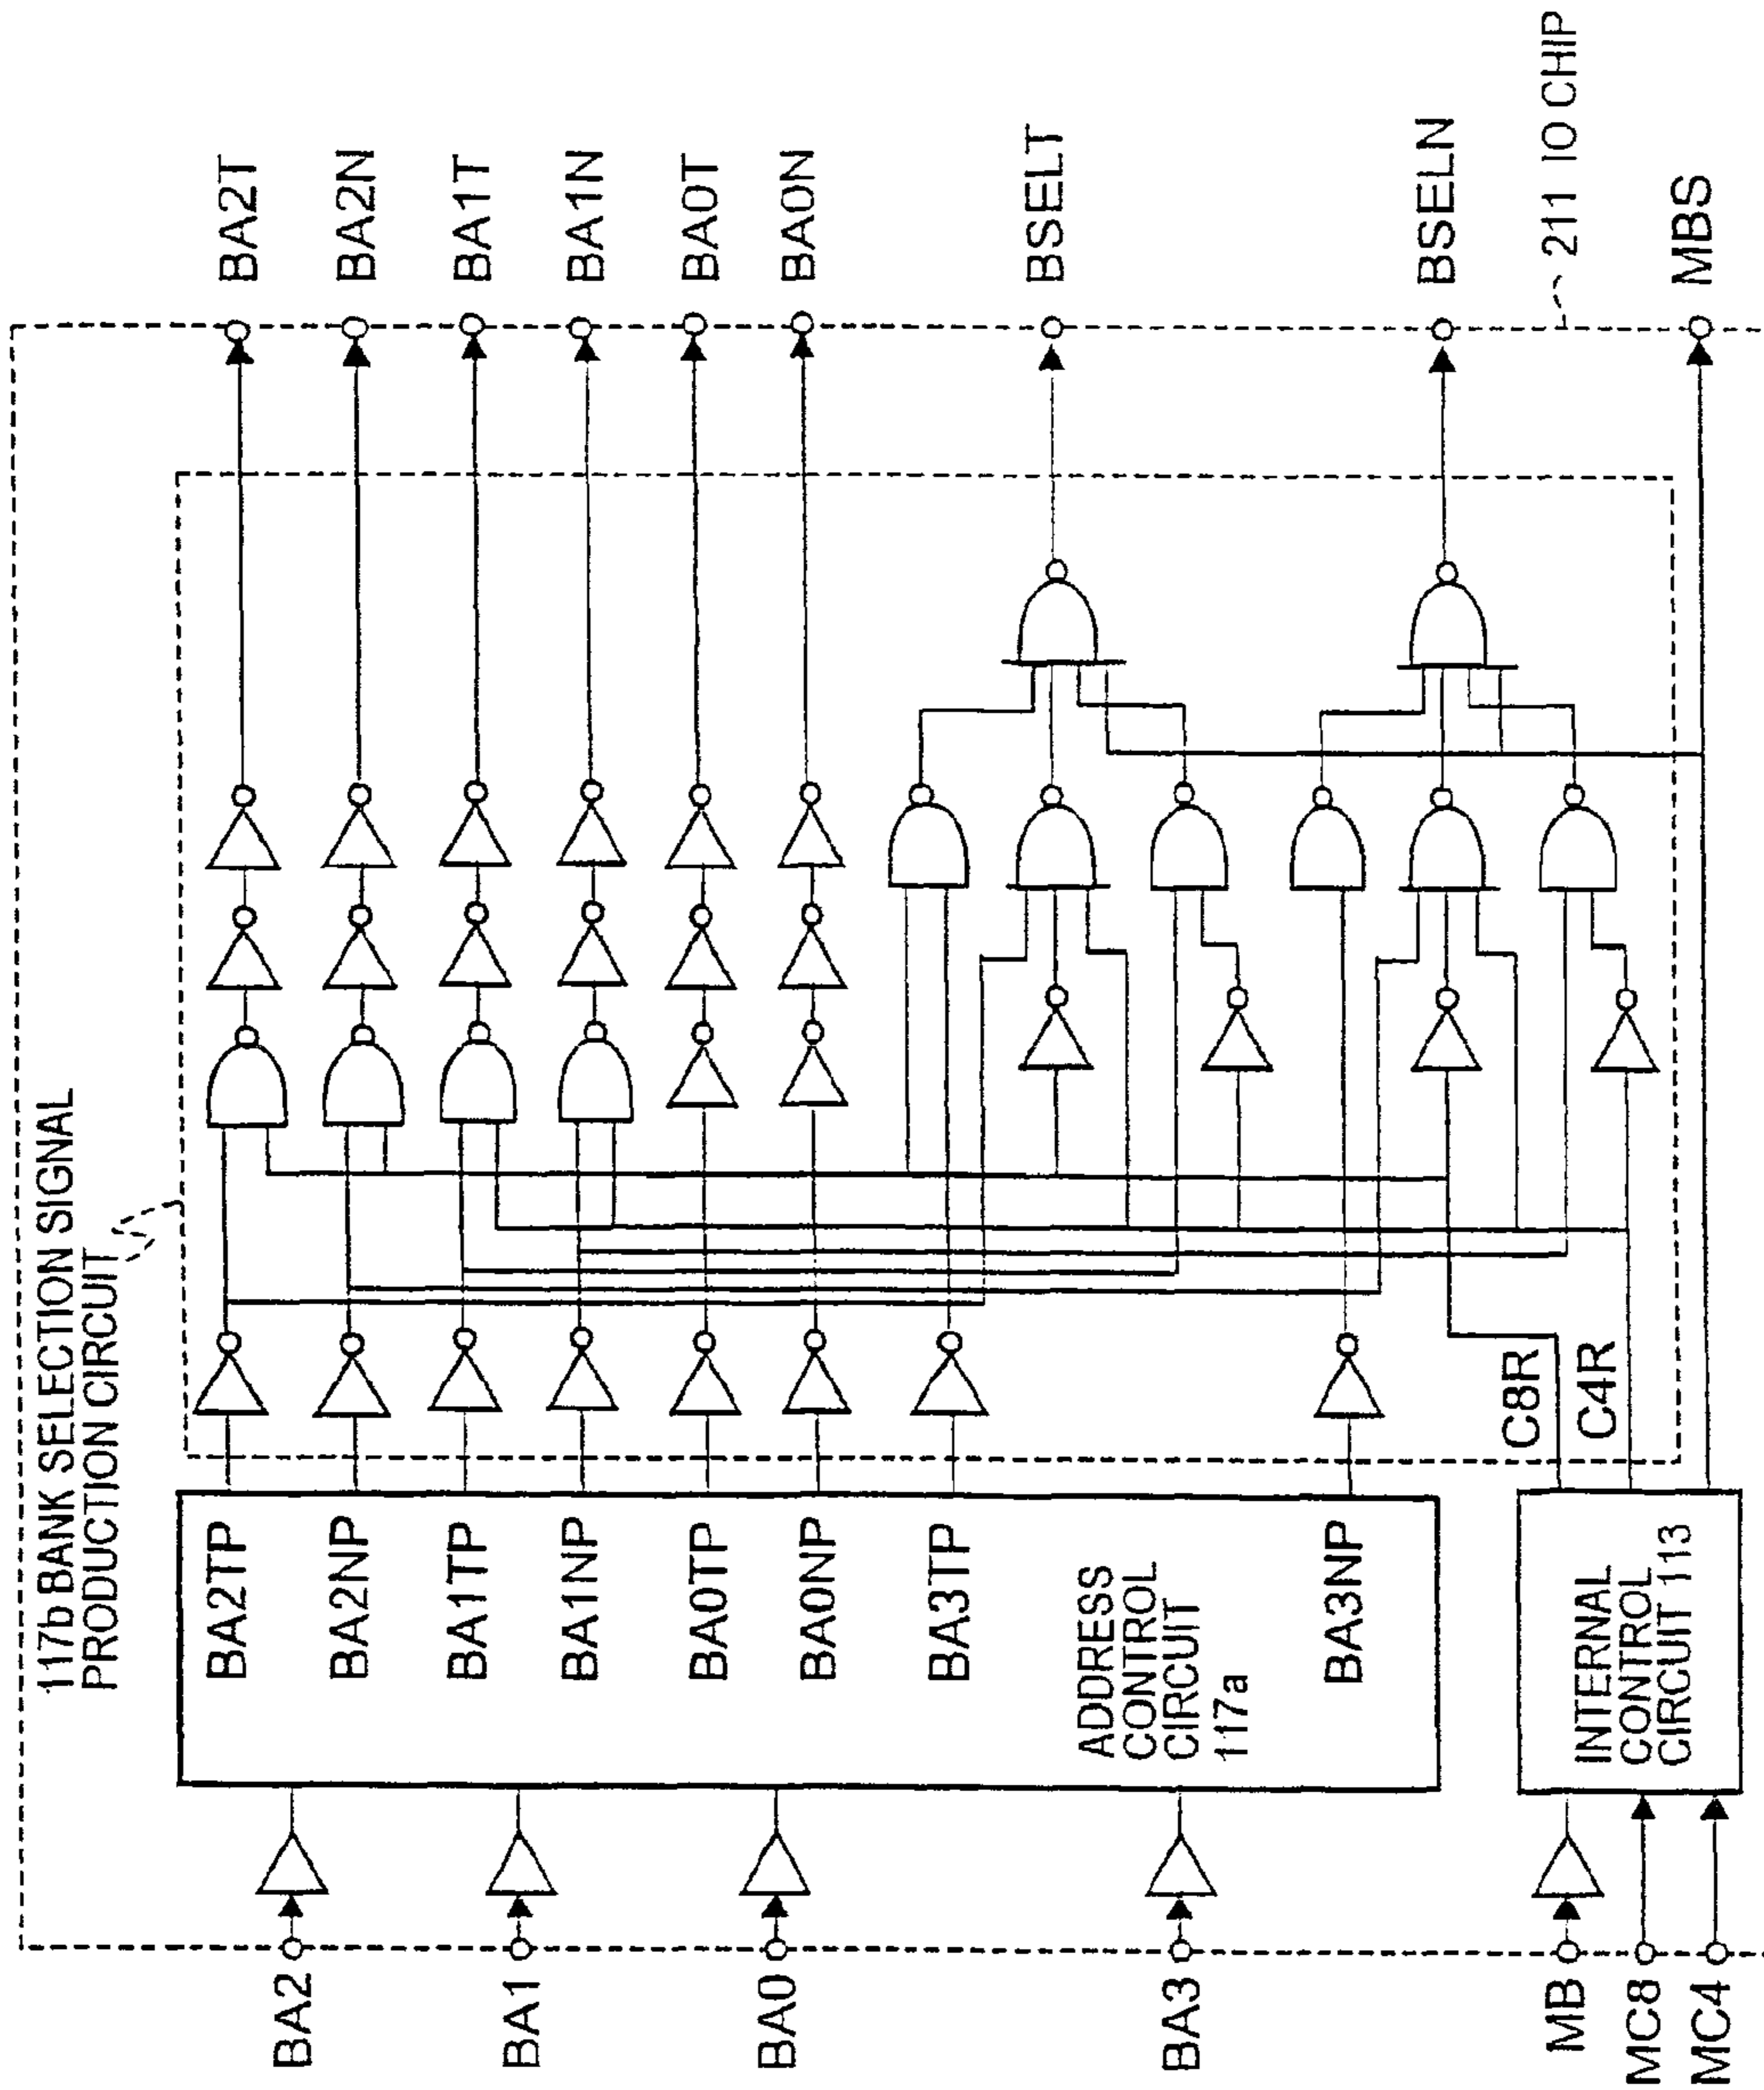 117b BANK SELECTION SIGNAL
PRODUCTION CIRCUIT
BA2T
BA2N
BA1T
BA1N
BA0T
BA0N
BSELT
BSELN
211 IO CHIP
MBS
C8R
C4R
BA2TP
BA2NP
BA1TP
BA1NP
BA0TP
BA0NP
BA3TP
BA3NP
ADDRESS
CONTROL
CIRCUIT
117a
INTERNAL
CONTROL
CIRCUIT 113
BA2
BA1
BA0
BA3
MB
MC8
MC4